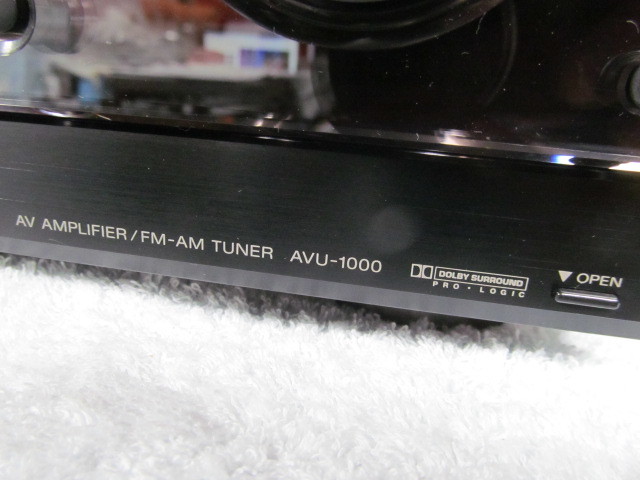 AV AMPLIFIER/FM-AM TUNER AVU-1000
DOLBY SURROUND
PRO·LOGIC
▼ OPEN